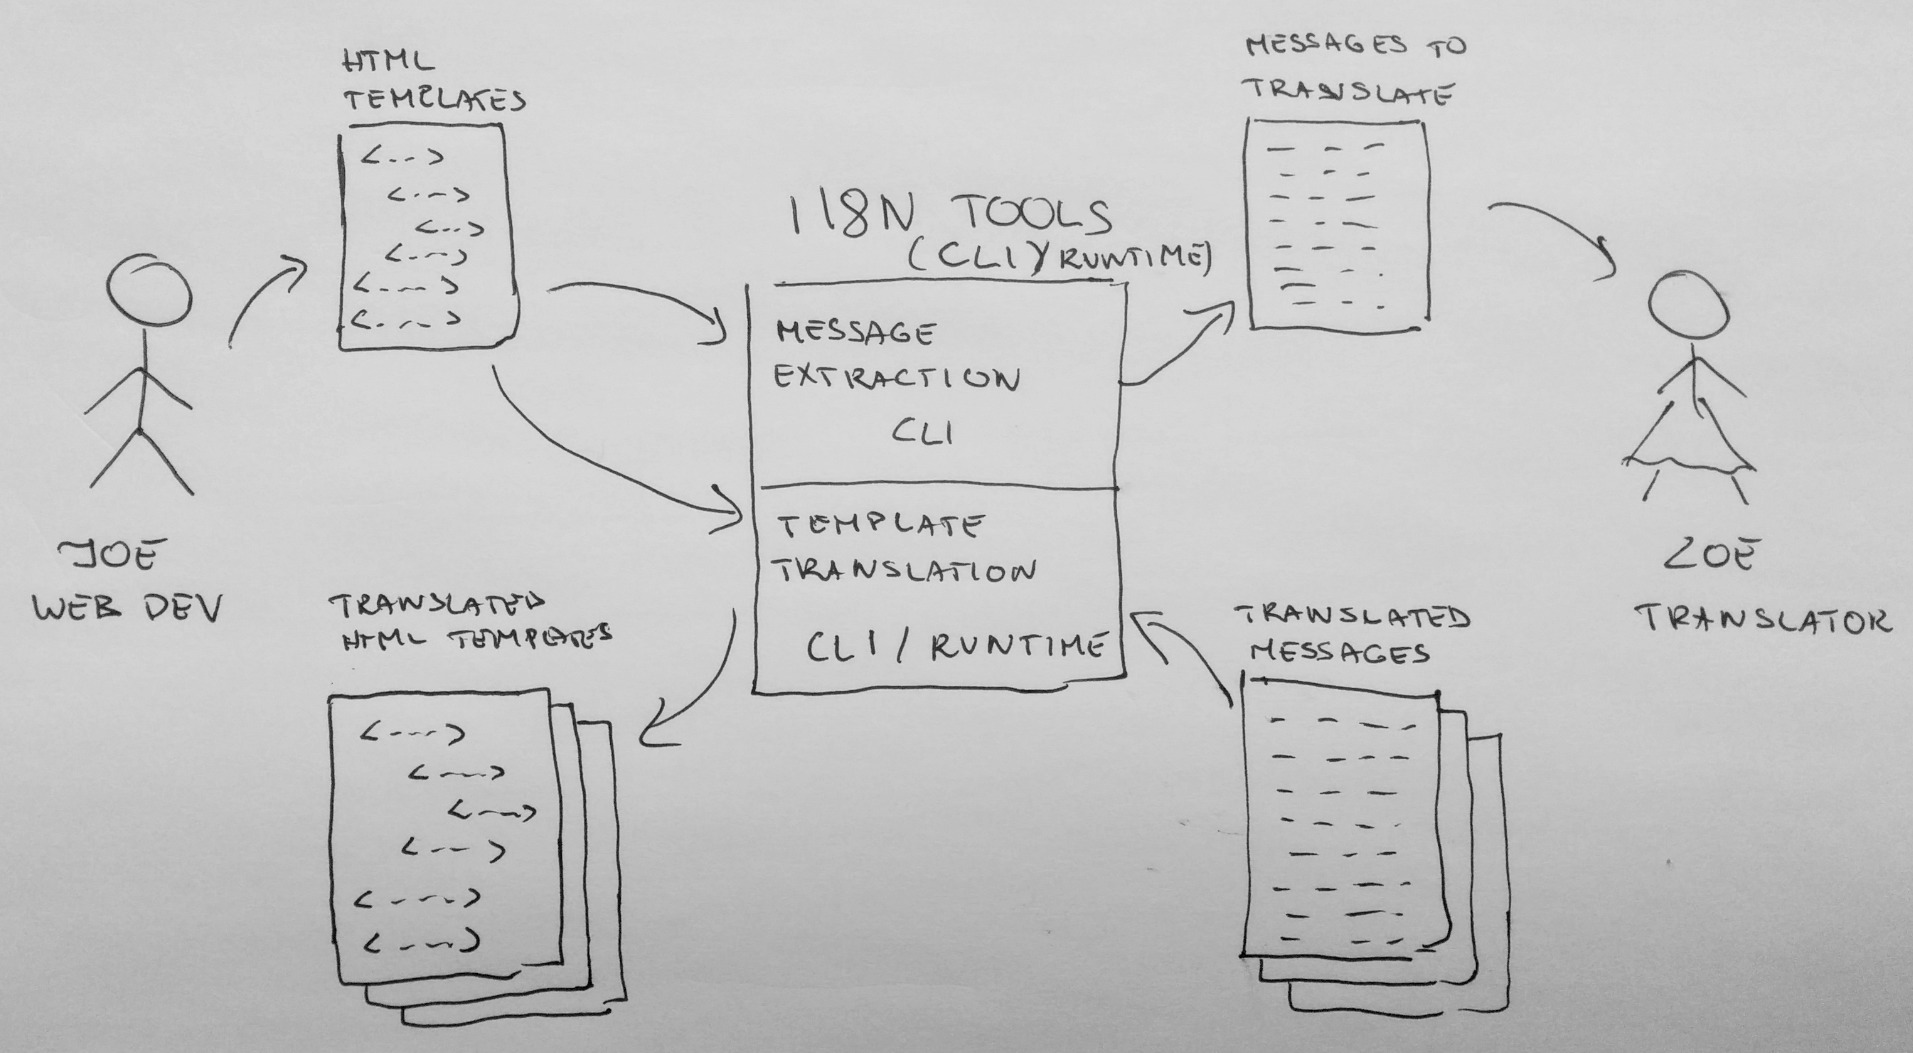 HTML
TEMPLATES
<...>
<...>
<...>
<...>
<...>
<...>
JOE
WEB DEV
I18N TOOLS
(CLI/RUNTIME)
MESSAGE
EXTRACTION
CLI
TEMPLATE
TRANSLATION
CLI / RUNTIME
MESSAGES TO
TRANSLATE
ZOE
TRANSLATOR
TRANSLATED
HTML TEMPLATES
<--->
<--->
<--->
<--->
<--->
<--->
TRANSLATED
MESSAGES